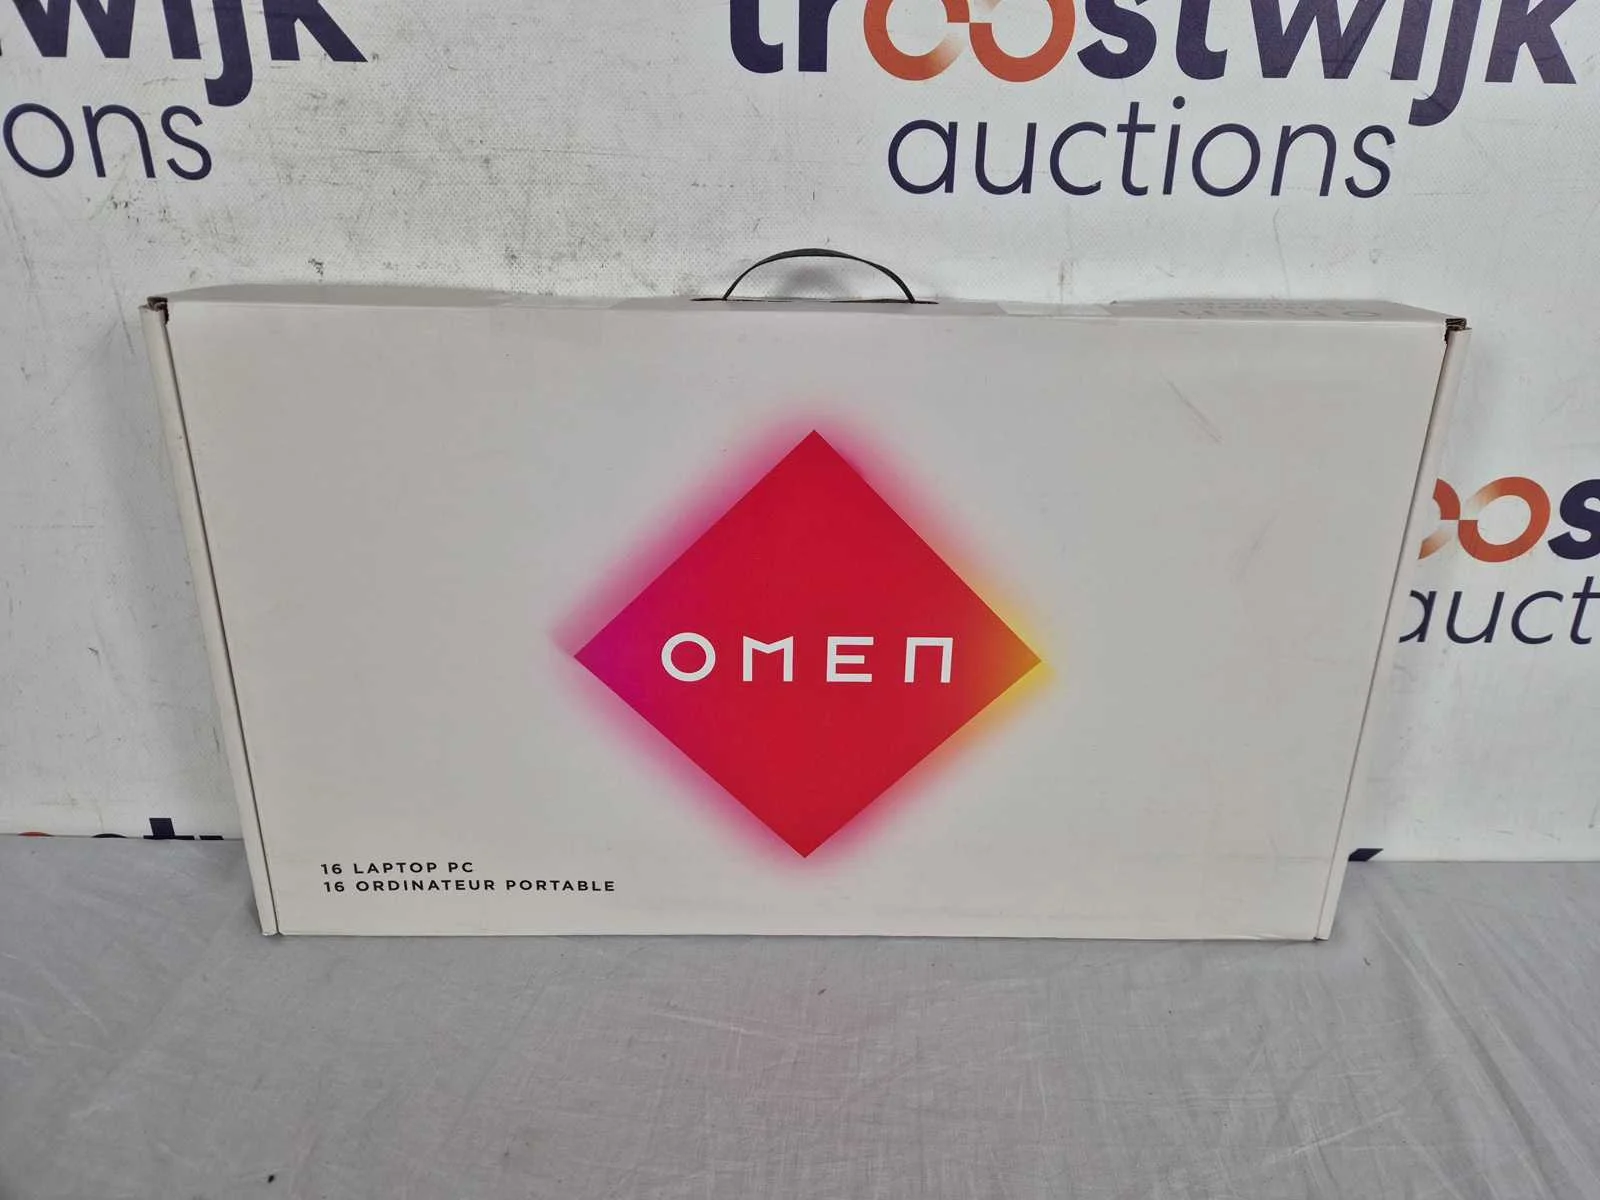 troostwijk
auctions
ons
OMEN
auct
16 LAPTOP PC
16 ORDINATEUR PORTABLE